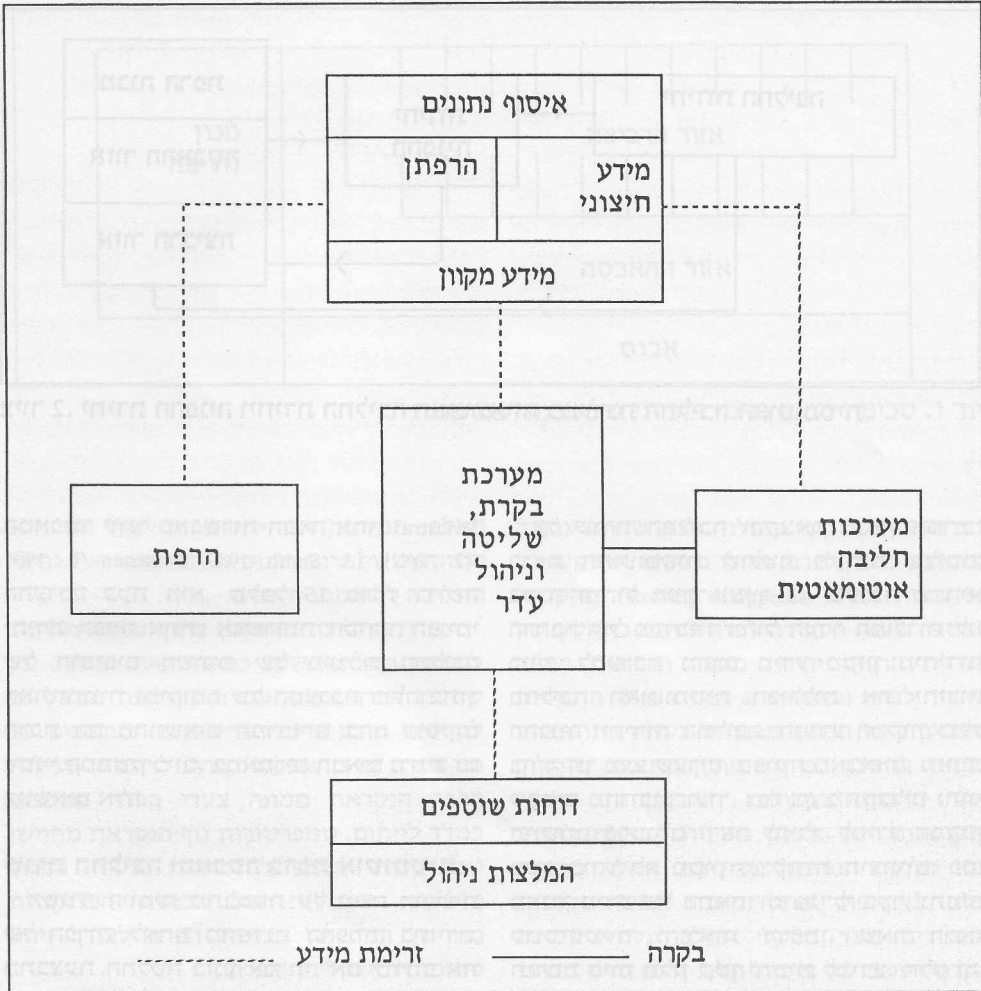 איסוף נתונים
מידע
חיצוני
הרפתן
מידע מקוון
מערכות
חליבה
אוטומאטית
מערכת
בקרת,
שליטה
וניהול
עדר
הרפת
דוחות שוטפים
המלצות ניהול
בקרה
זרימת מידע